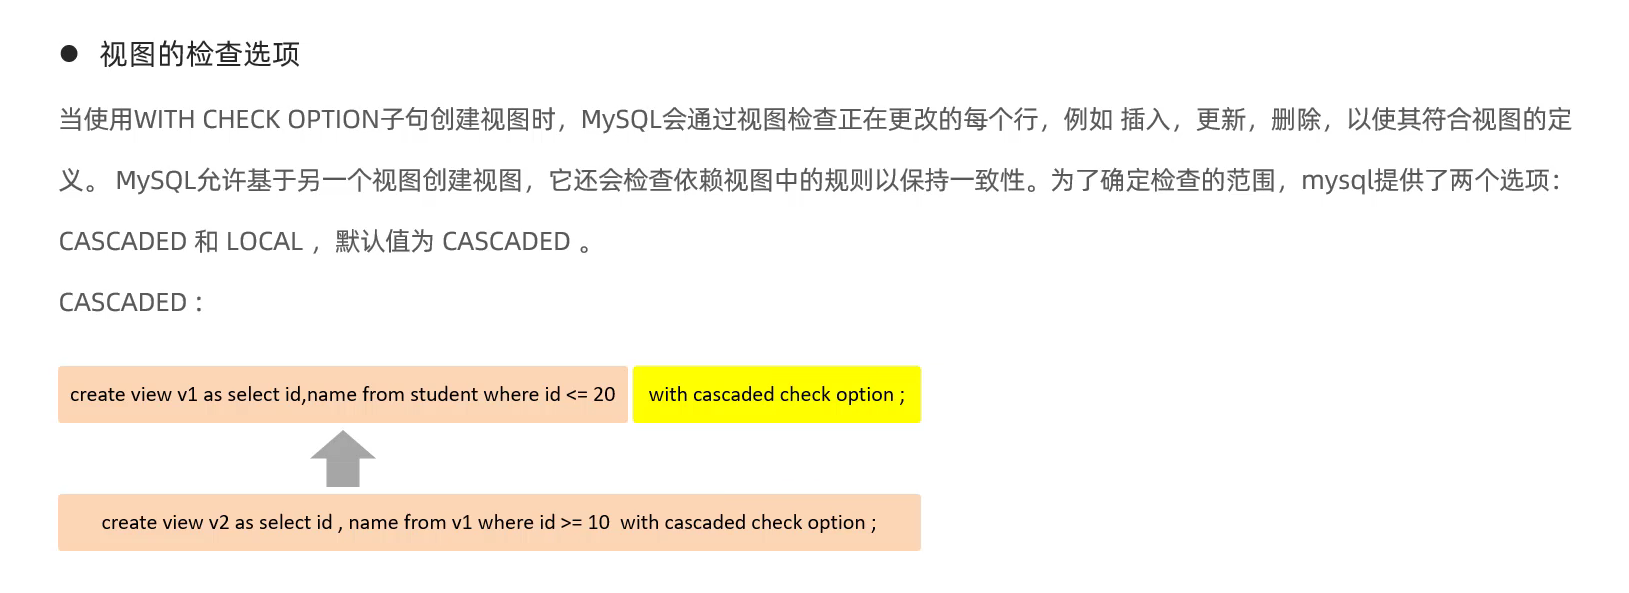 ● 视图的检查选项
当使用WITH CHECK OPTION子句创建视图时，MySQL会通过视图检查正在更改的每个行，例如 插入，更新，删除，以使其符合视图的定
义。 MySQL允许基于另一个视图创建视图，它还会检查依赖视图中的规则以保持一致性。为了确定检查的范围，mysql提供了两个选项：
CASCADED 和 LOCAL ，默认值为 CASCADED 。
CASCADED :
create view v1 as select id,name from student where id <= 20 with cascaded check option ;
create view v2 as select id , name from v1 where id >= 10  with cascaded check option ;